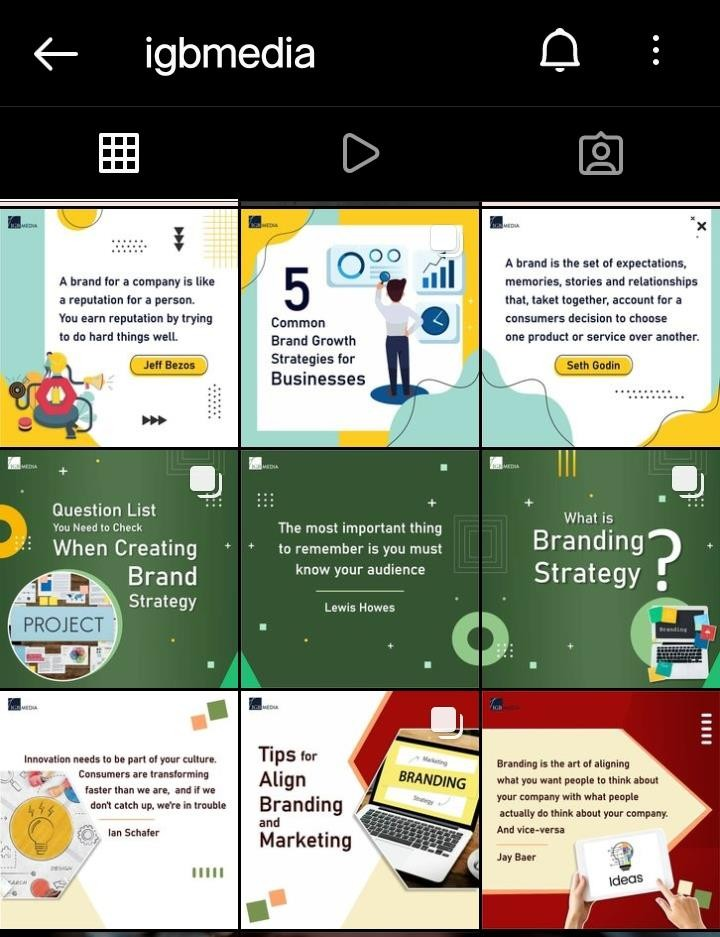 igbmedia
IGB MEDIA
A brand for a company is like
a reputation for a person.
You earn reputation by trying
to do hard things well.
Jeff Bezos
IGB MEDIA
5
Common
Brand Growth
Strategies for
Businesses
IGB MEDIA
A brand is the set of expectations,
memories, stories and relationships
that, taket together, account for a
consumers decision to choose
one product or service over another.
Seth Godin
IGB MEDIA
Question List
You Need to Check
When Creating
Brand
Strategy
PROJECT
IGB MEDIA
The most important thing
to remember is you must
know your audience
Lewis Howes
IGB MEDIA
What is
Branding
Strategy ?
Branding
IGB MEDIA
Innovation needs to be part of your culture.
Consumers are transforming
faster than we are, and if we
don't catch up, we're in trouble
Ian Schafer
DESIGN
Tips for
Align
Branding
and
Marketing
Marketing
BRANDING
Strategy
IGB MEDIA
Branding is the art of aligning
what you want people to think about
your company with what people
actually do think about your company.
And vice-versa
Jay Baer
Ideas